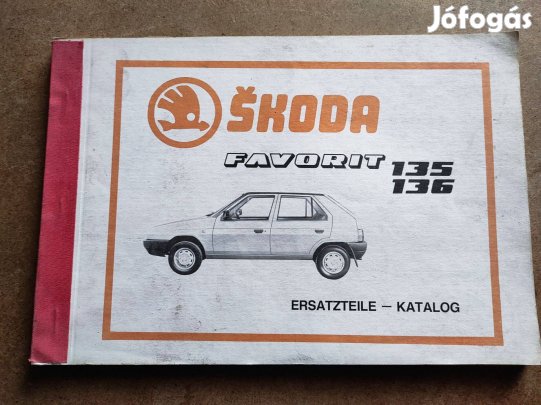 Jófogás
ŠKODA
FAVORIT 135
136
ERSATZTEILE – KATALOG